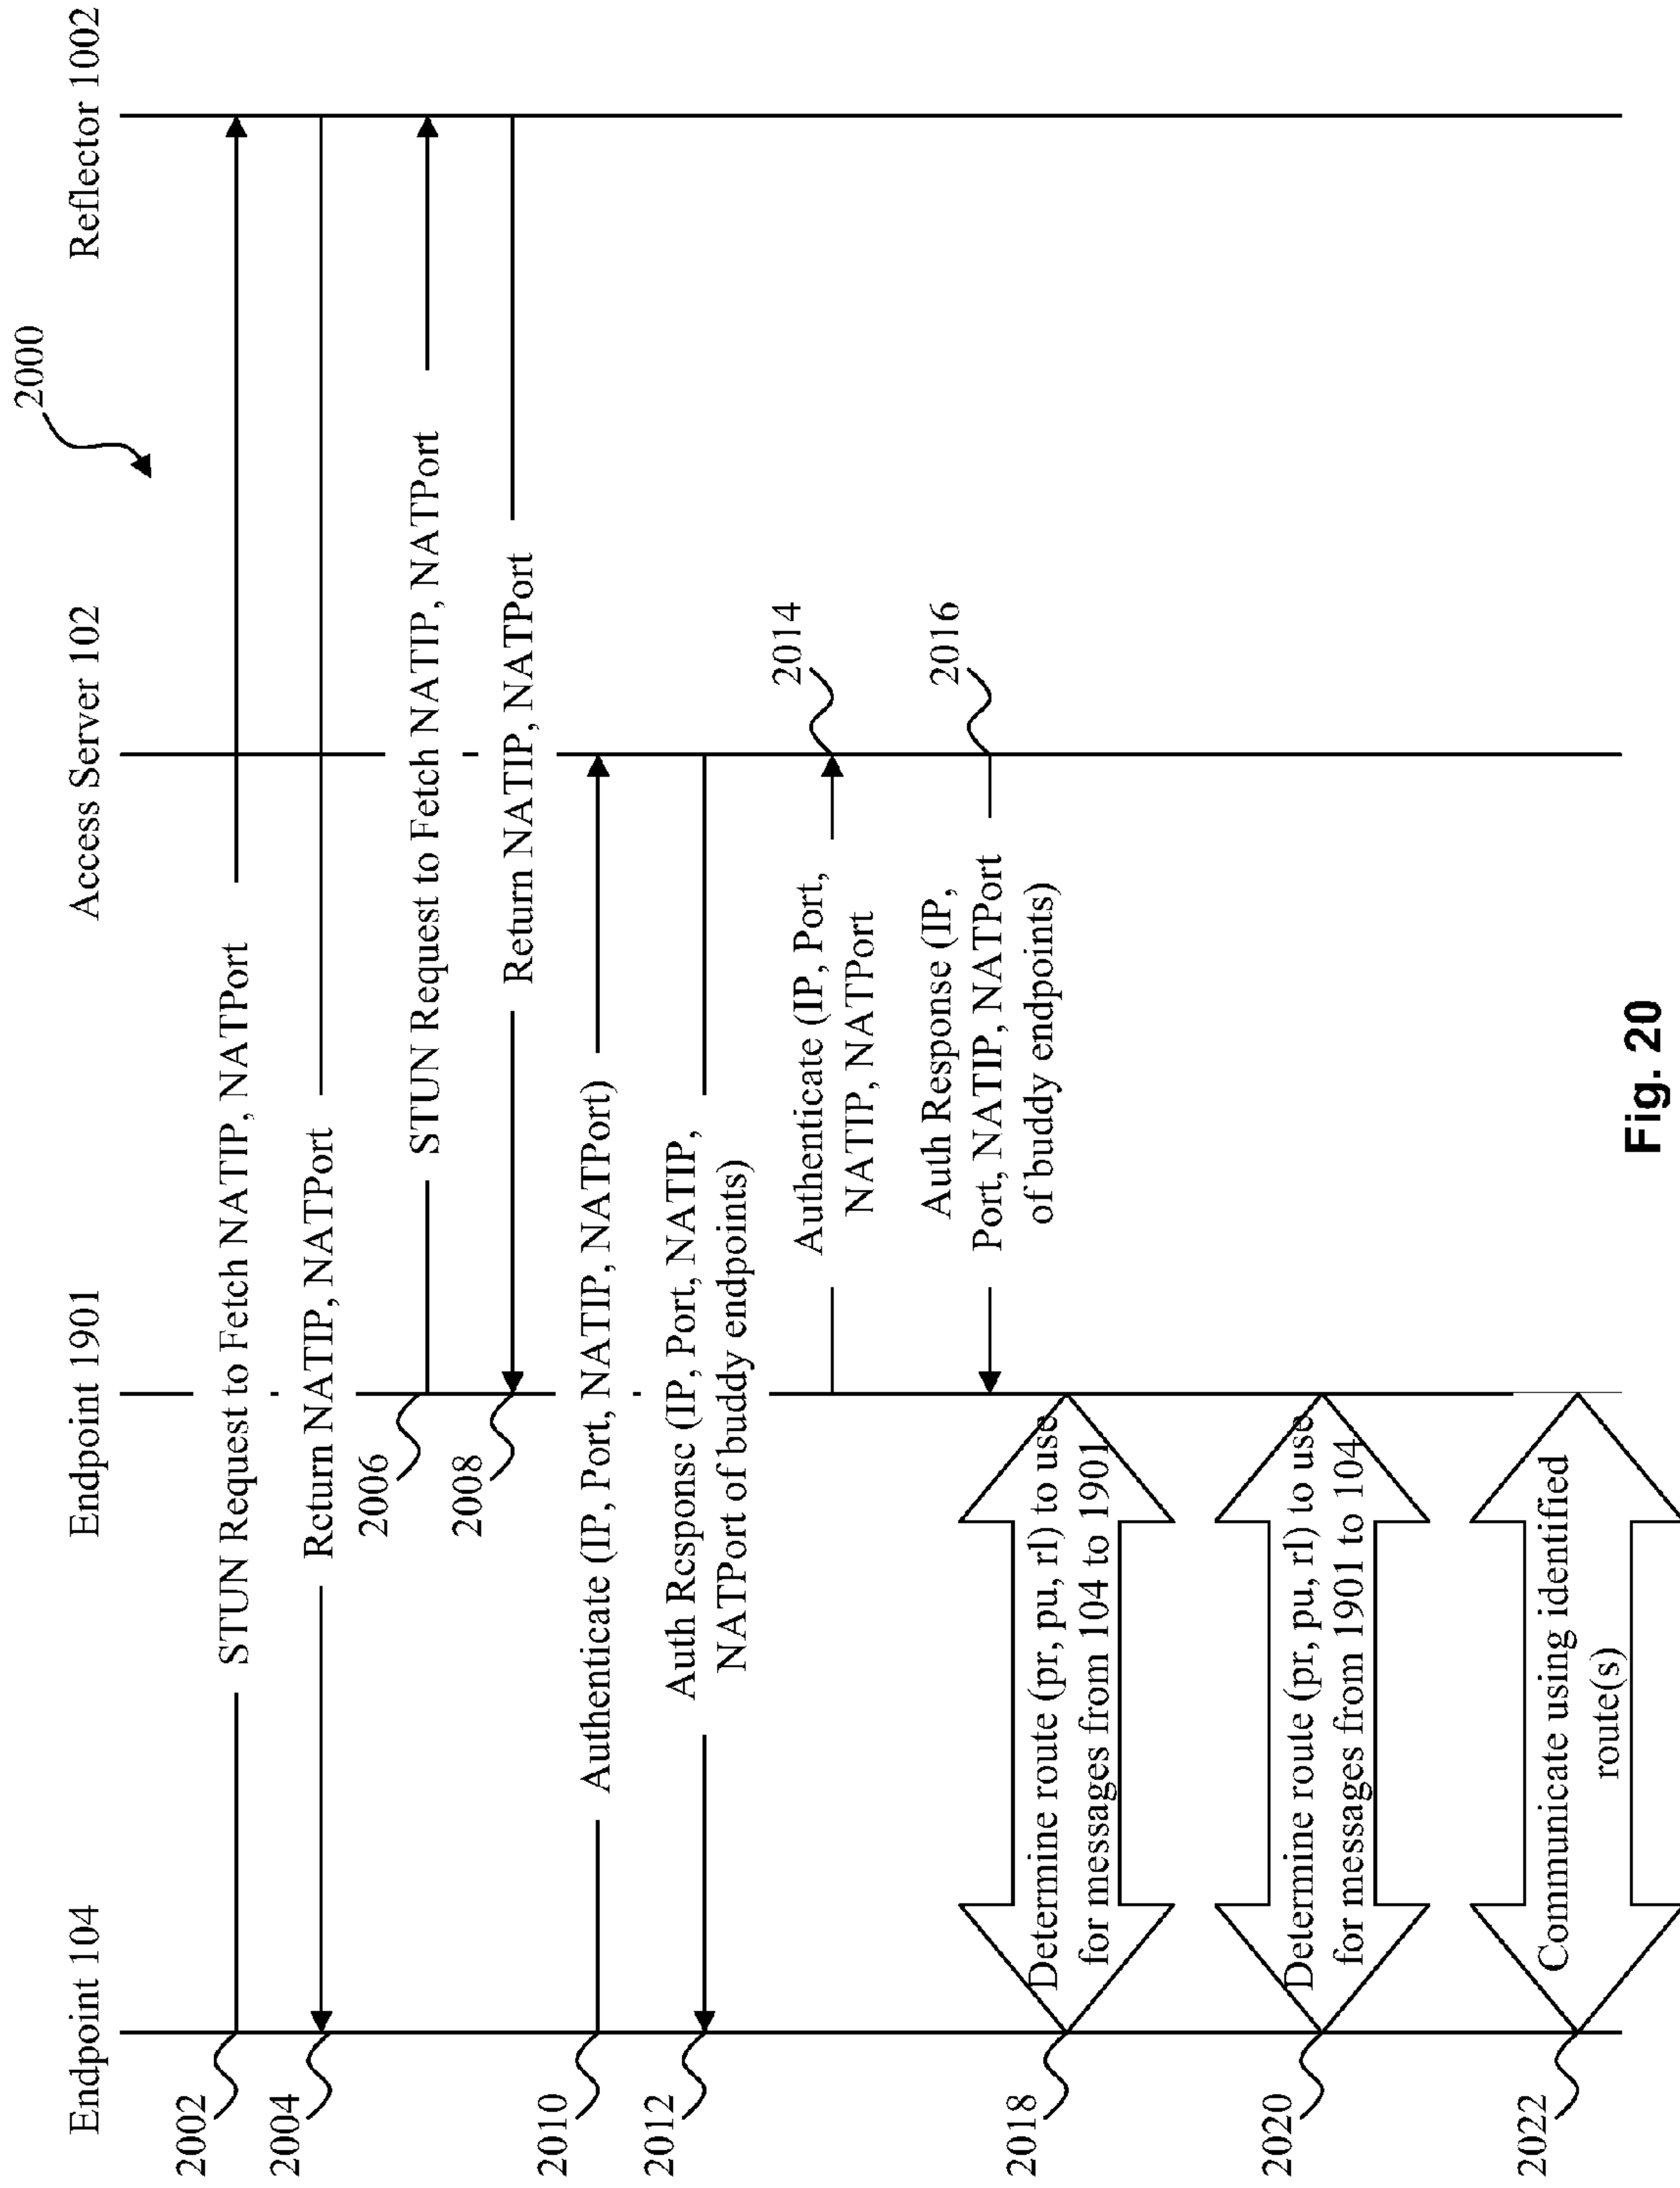 2000
Endpoint 104
Endpoint 1901
Access Server 102
Reflector 1002
2002
STUN Request to Fetch NATIP, NATPort
2004
Return NATIP, NATPort
2006
STUN Request to Fetch NATIP, NATPort
2008
Return NATIP, NATPort
2010
Authenticate (IP, Port, NATIP, NATPort)
2012
Auth Response (IP, Port, NATIP,
NATPort of buddy endpoints)
2014
Authenticate (IP, Port,
NATIP, NATPort
2016
Auth Response (IP,
Port, NATIP, NATPort
of buddy endpoints)
2018
Determine route (pr, pu, rl) to use
for messages from 104 to 1901
2020
Determine route (pr, pu, rl) to use
for messages from 1901 to 104
2022
Communicate using identified
route(s)
Fig. 20